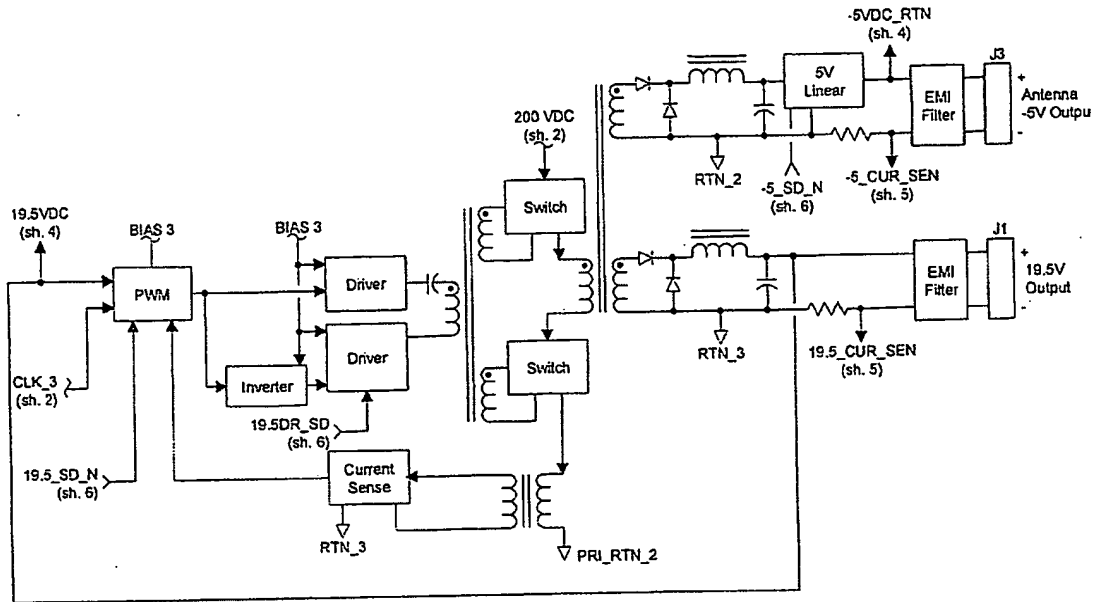 -5VDC_RTN
(sh. 4)
J3
5V
Linear
EMI
Filter
+
Antenna
-5V Outpu
-
200 VDC
(sh. 2)
RTN_2
-5_SD_N
(sh. 6)
-5_CUR_SEN
(sh. 5)
19.5VDC
(sh. 4)
BIAS 3
BIAS 3
Switch
J1
PWM
Driver
EMI
Filter
+
19.5V
Output
-
Driver
RTN_3
19.5_CUR_SEN
(sh. 5)
CLK_3
(sh. 2)
Inverter
Switch
19.5DR_SD
(sh. 6)
19.5_SD_N
(sh. 6)
Current
Sense
RTN_3
PRI_RTN_2